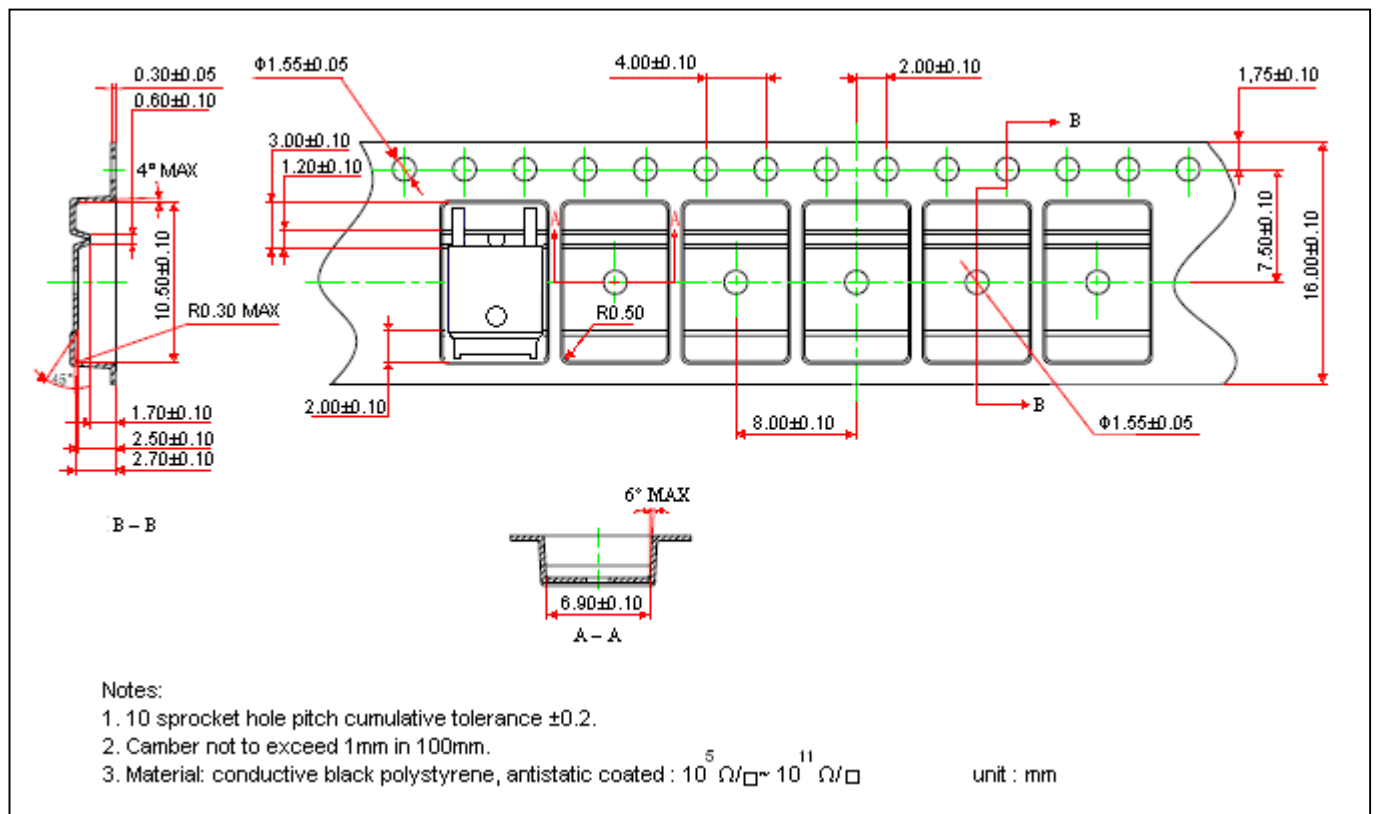 0.30±0.05
Φ1.55±0.05
4.00±0.10
2.00±0.10
1,75±0.10
0.60±0.10
B
3.00±0.10
4° MAX
1.20±0.10
A
A
7.50±0.10
16.00±0.10
10.50±0.10
R0.30 MAX
R0.50
45°
2.00±0.10
B
1.70±0.10
8.00±0.10
Φ1.55±0.05
2.50±0.10
2.70±0.10
6° MAX
B – B
6.90±0.10
A – A
Notes:
1. 10 sprocket hole pitch cumulative tolerance ±0.2.
2. Camber not to exceed 1mm in 100mm.
3. Material: conductive black polystyrene, antistatic coated : 10⁵ Ω/□~ 10¹¹ Ω/□ unit : mm